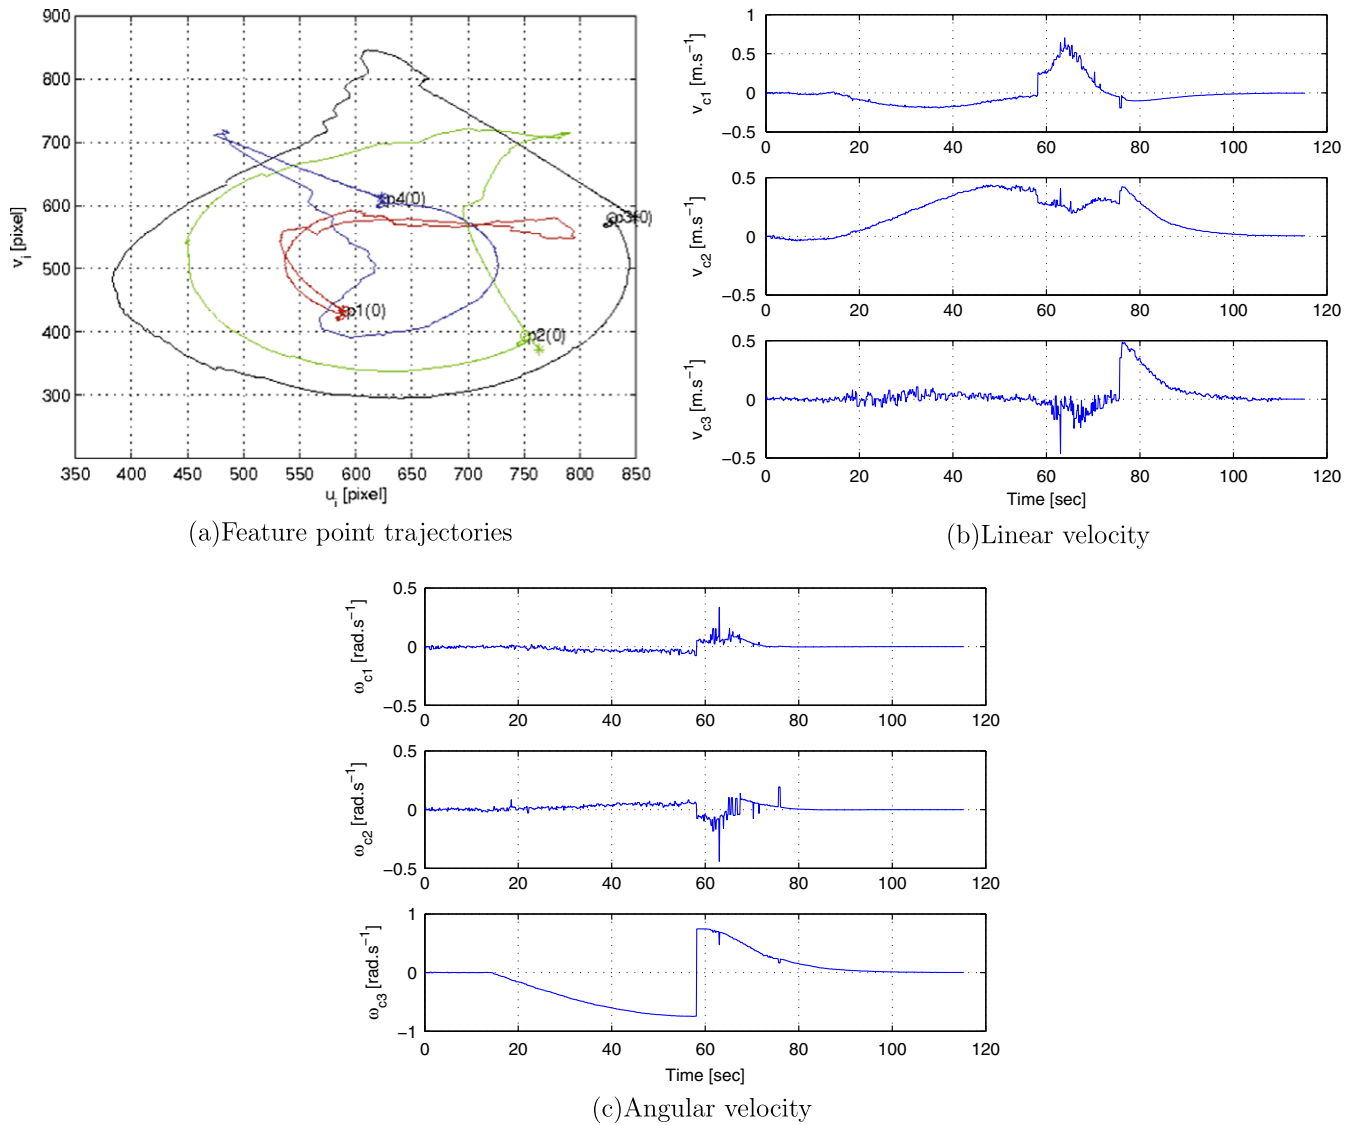 900
800
700
600
500
400
300
350 400 450 500 550 600 650 700 750 800 850
v_i [pixel]
u_i [pixel]
p4(0)
p3(0)
p1(0)
p2(0)
(a)Feature point trajectories
1
0.5
0
−0.5
0 20 40 60 80 100 120
v_c1 [m.s^−1]
0.5
0
−0.5
0 20 40 60 80 100 120
v_c2 [m.s^−1]
0.5
0
−0.5
0 20 40 60 80 100 120
v_c3 [m.s^−1]
Time [sec]
(b)Linear velocity
0.5
0
−0.5
0 20 40 60 80 100 120
ω_c1 [rad.s^−1]
0.5
0
−0.5
0 20 40 60 80 100 120
ω_c2 [rad.s^−1]
1
0
−1
0 20 40 60 80 100 120
ω_c3 [rad.s^−1]
Time [sec]
(c)Angular velocity